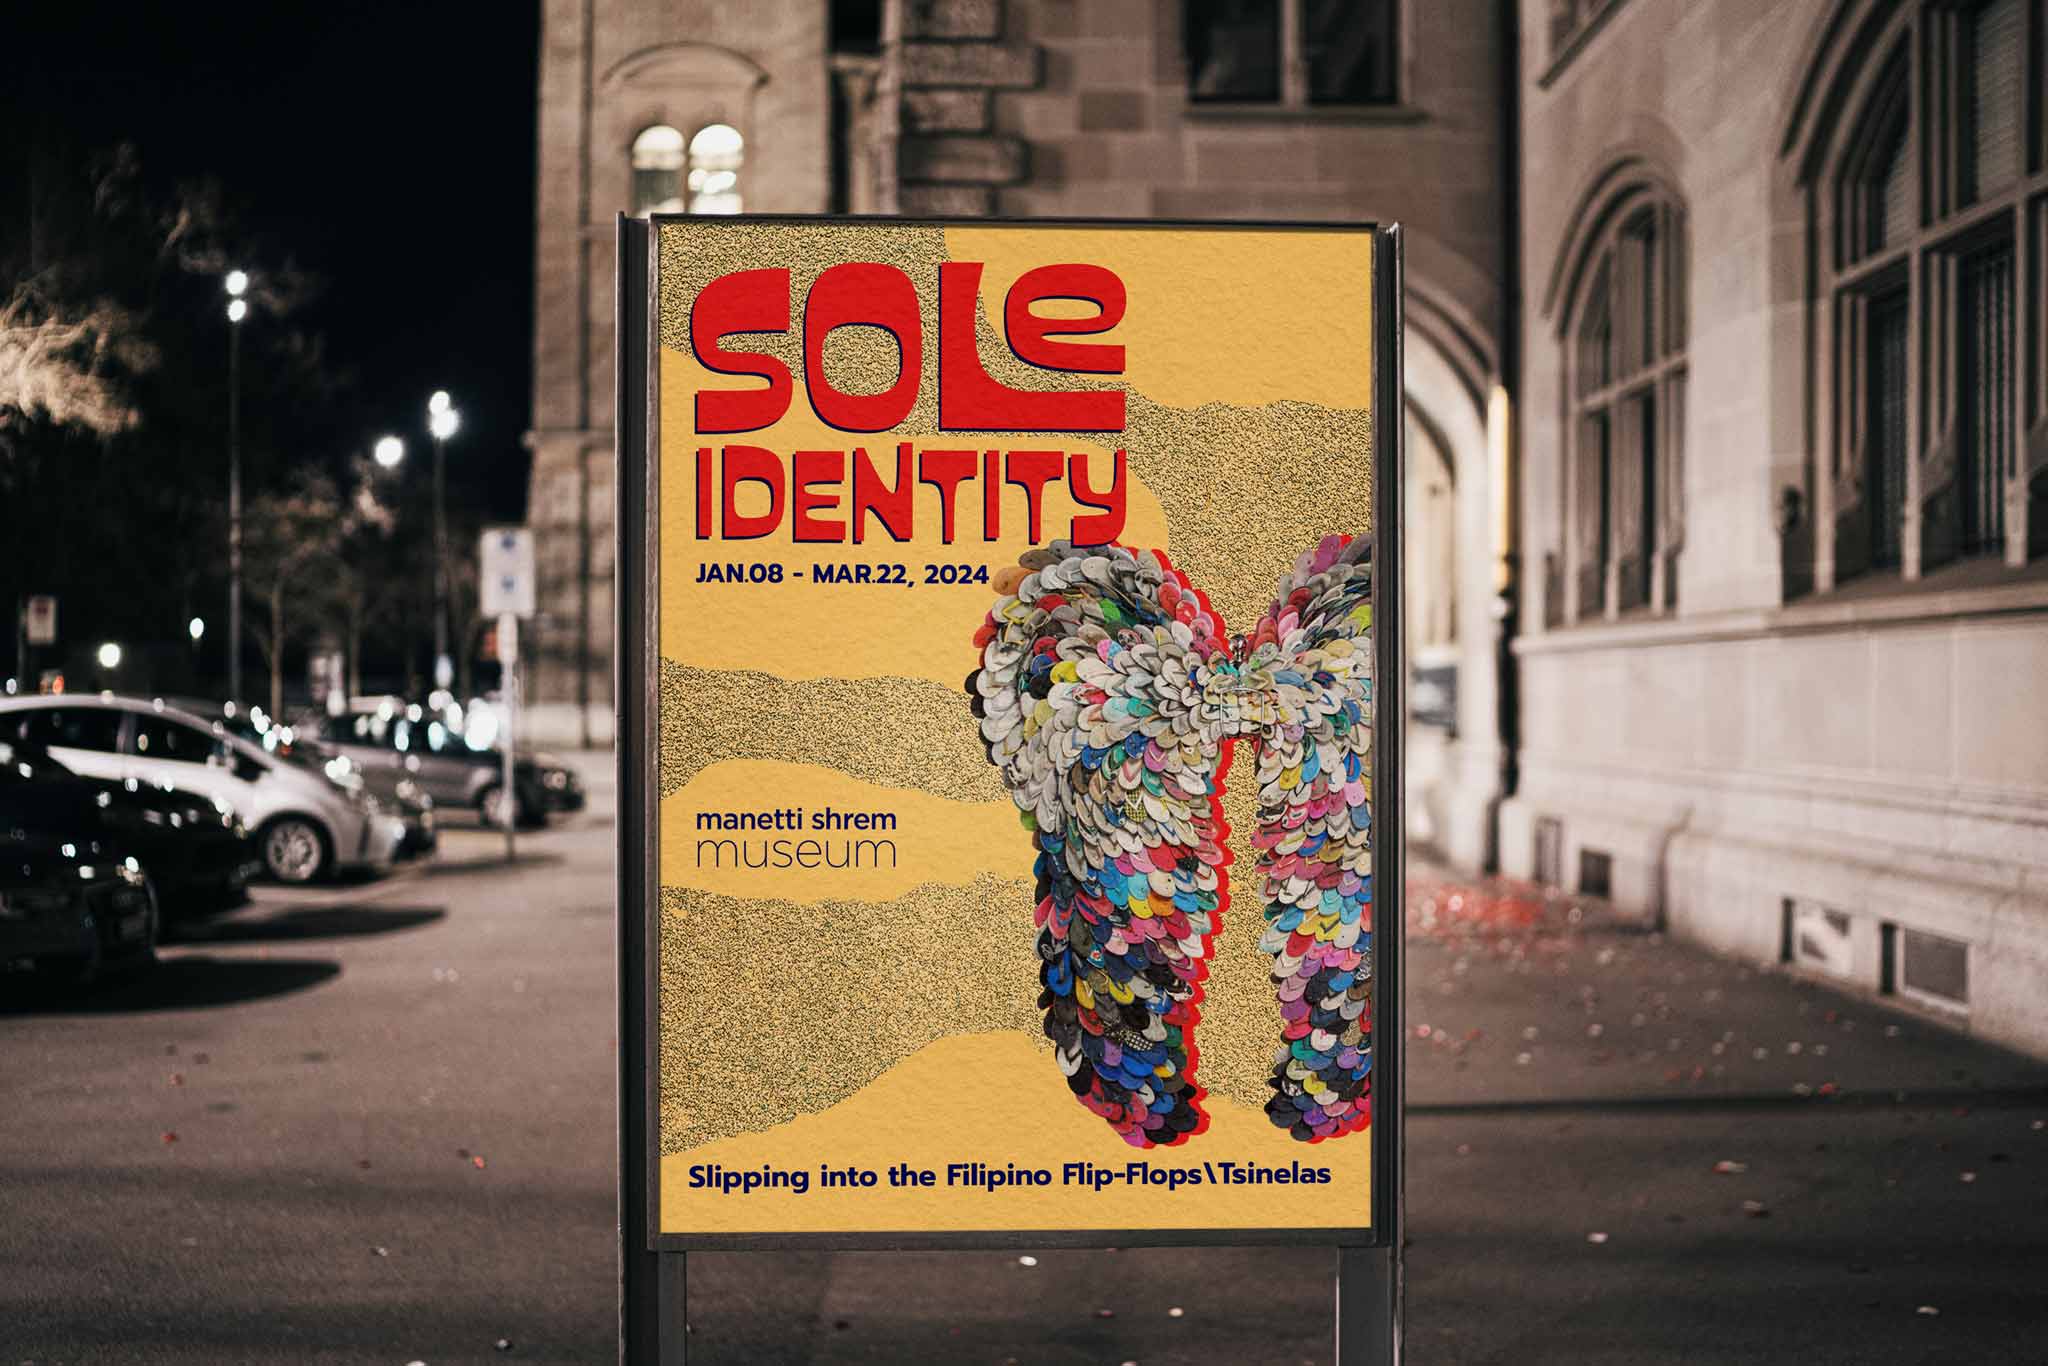 SOLe
IDENTITY
JAN.08 - MAR.22, 2024
manetti shrem
museum
Slipping into the Filipino Flip-Flops\Tsinelas